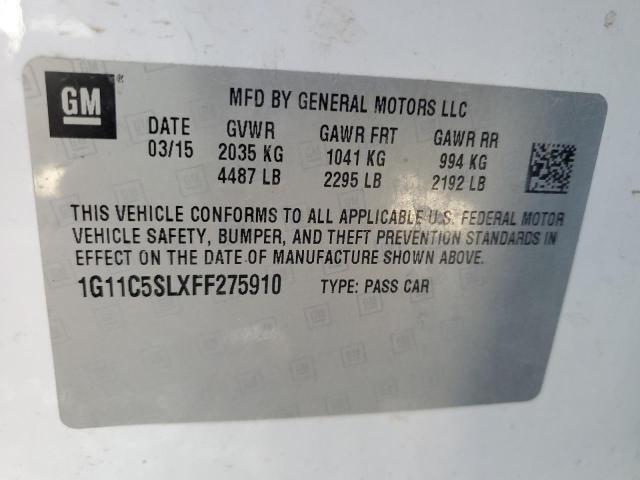 GM®
MFD BY GENERAL MOTORS LLC
DATE GVWR GAWR FRT GAWR RR
03/15 2035 KG 1041 KG 994 KG
4487 LB 2295 LB 2192 LB
THIS VEHICLE CONFORMS TO ALL APPLICABLE U.S. FEDERAL MOTOR
VEHICLE SAFETY, BUMPER, AND THEFT PREVENTION STANDARDS IN
EFFECT ON THE DATE OF MANUFACTURE SHOWN ABOVE.
1G11C5SLXFF275910 TYPE: PASS CAR